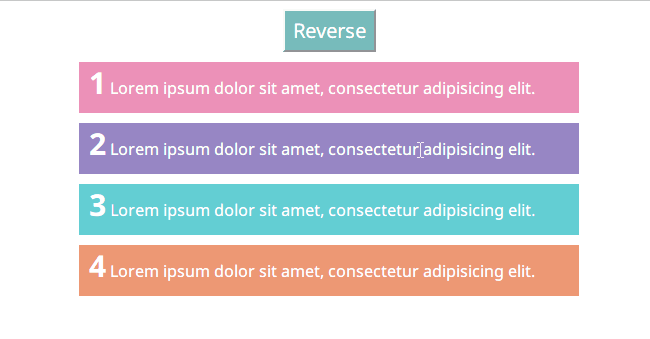 Reverse
1 Lorem ipsum dolor sit amet, consectetur adipisicing elit.
2 Lorem ipsum dolor sit amet, consectetur adipisicing elit.
3 Lorem ipsum dolor sit amet, consectetur adipisicing elit.
4 Lorem ipsum dolor sit amet, consectetur adipisicing elit.